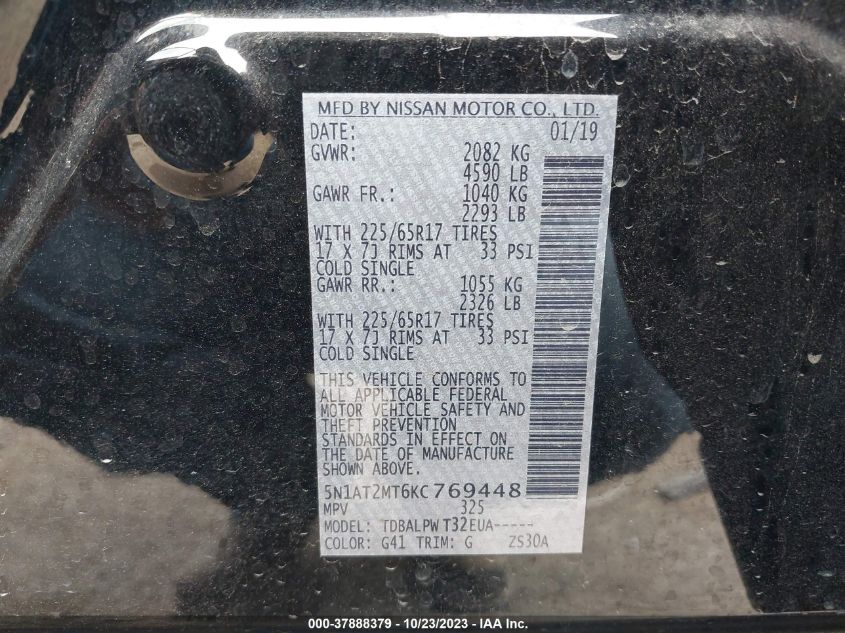 MFD BY NISSAN MOTOR CO., LTD.
DATE: 01/19
GVWR: 2082 KG
4590 LB
GAWR FR.: 1040 KG
2293 LB
WITH 225/65R17 TIRES
17 X 7J RIMS AT 33 PSI
COLD SINGLE
GAWR RR.: 1055 KG
2326 LB
WITH 225/65R17 TIRES
17 X 7J RIMS AT 33 PSI
COLD SINGLE
THIS VEHICLE CONFORMS TO
ALL APPLICABLE FEDERAL
MOTOR VEHICLE SAFETY AND
THEFT PREVENTION
STANDARDS IN EFFECT ON
THE DATE OF MANUFACTURE
SHOWN ABOVE.
5N1AT2MT6KC769448
MPV 325
MODEL: TDBALPW T32EUA-----
COLOR: G41 TRIM: G ZS30A
000-37888379 - 10/23/2023 - IAA Inc.